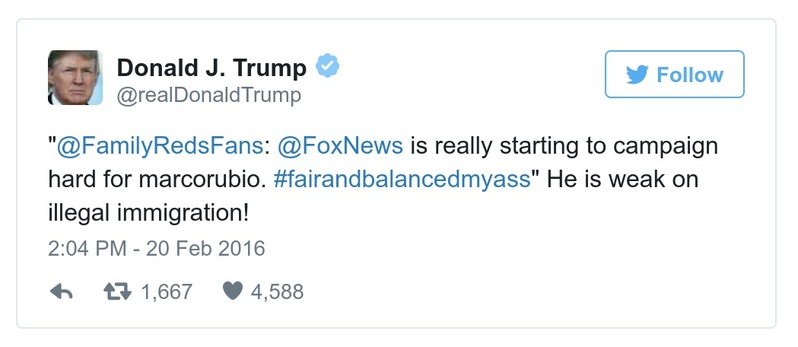 Donald J. Trump
@realDonaldTrump
Follow
"@FamilyRedsFans: @FoxNews is really starting to campaign
hard for marcorubio. #fairandbalancedmyass" He is weak on
illegal immigration!
2:04 PM - 20 Feb 2016
1,667 4,588